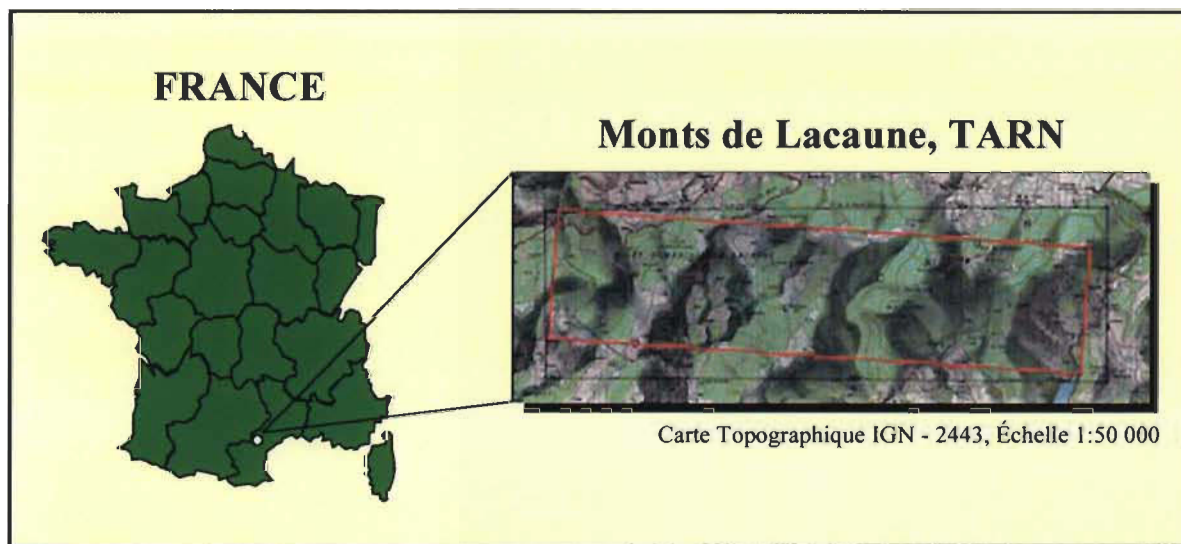 FRANCE
Monts de Lacaune, TARN
Carte Topographique IGN - 2443, Échelle 1:50 000